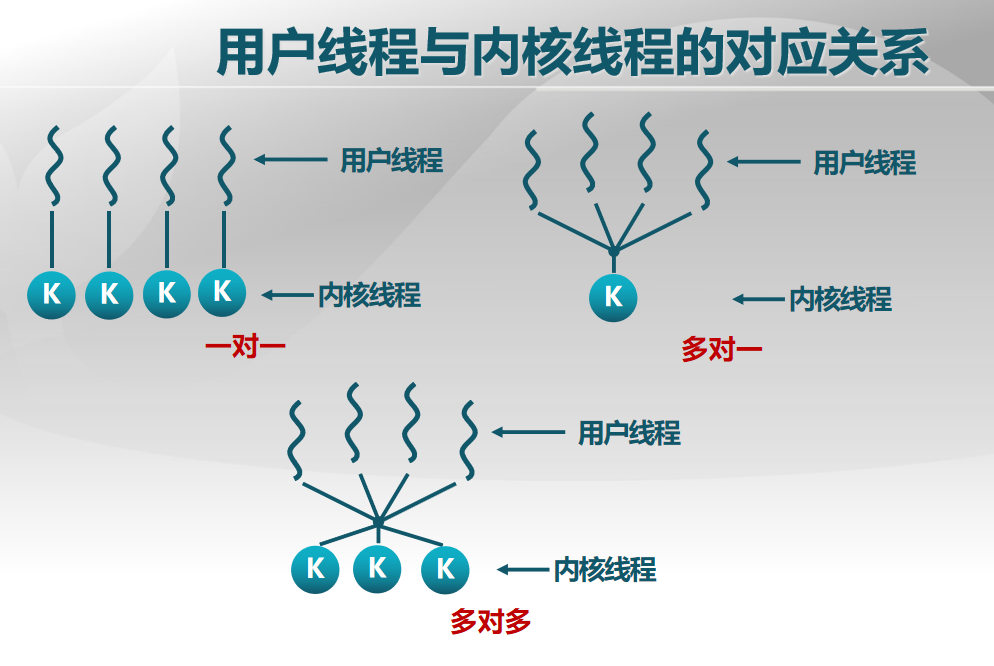 用户线程与内核线程的对应关系
用户线程
用户线程
K K K K
内核线程
K
内核线程
一对一
多对一
用户线程
K K K
内核线程
多对多